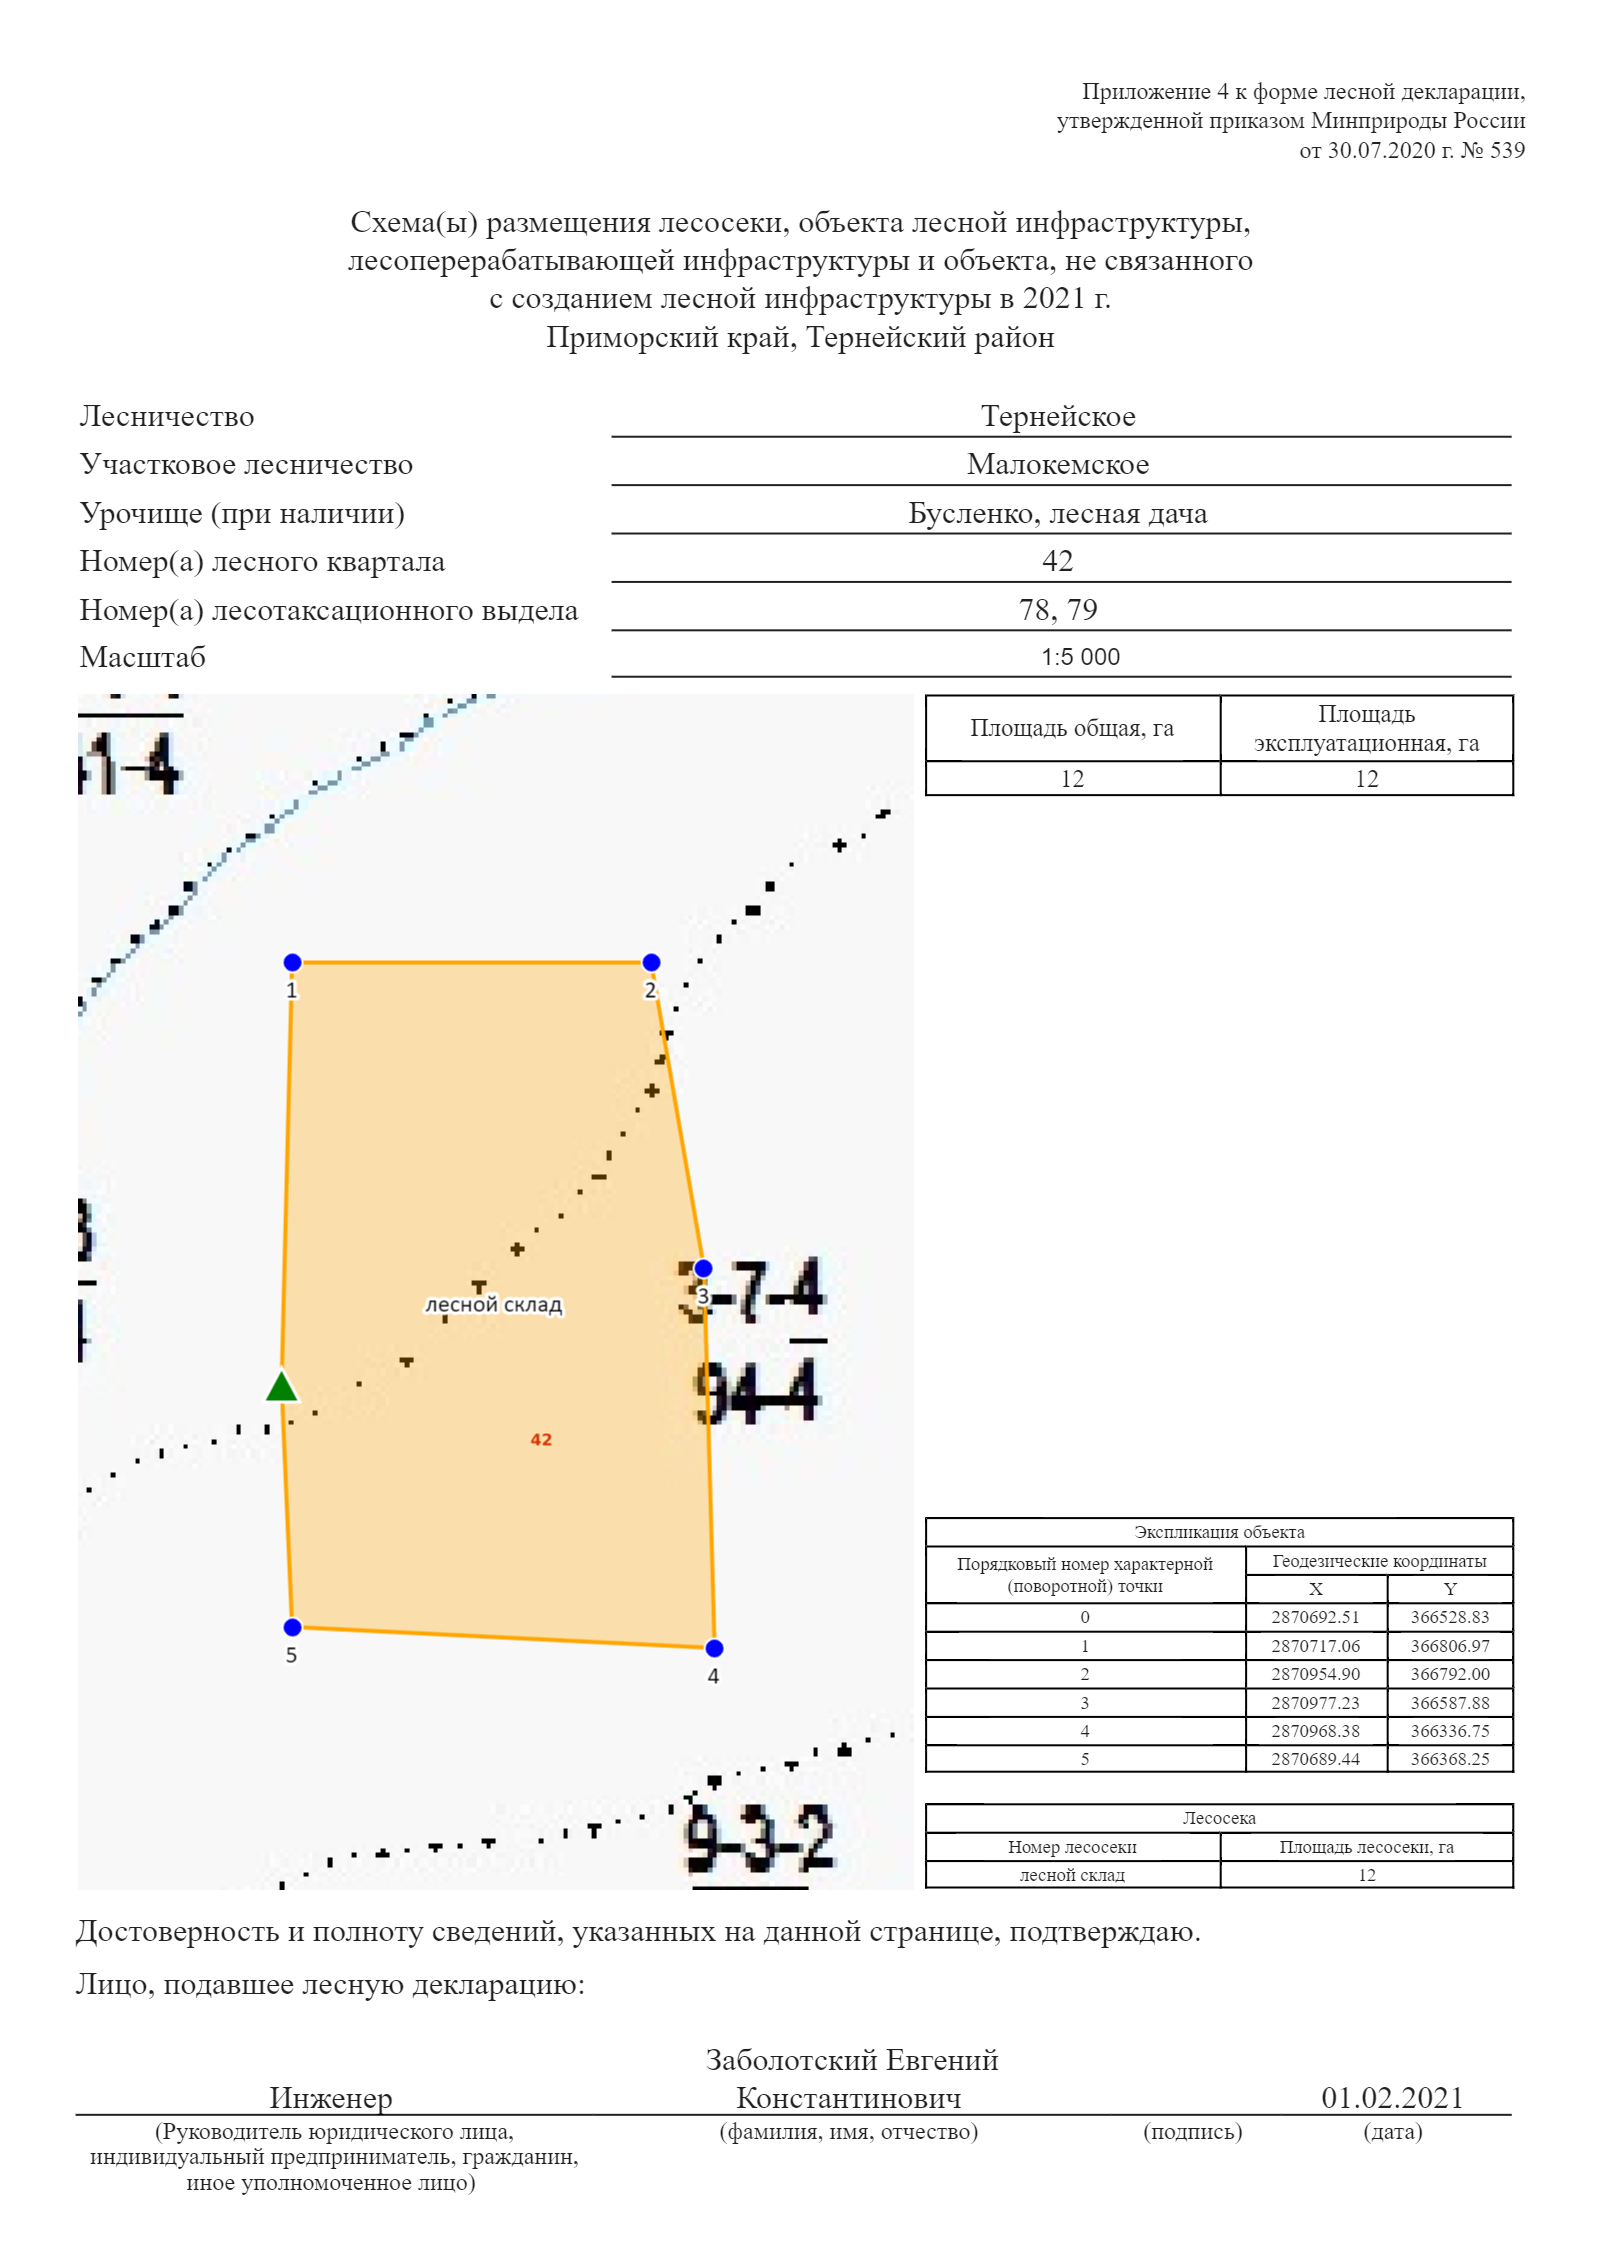 Приложение 4 к форме лесной декларации,
утвержденной приказом Минприроды России
от 30.07.2020 г. № 539
Схема(ы) размещения лесосеки, объекта лесной инфраструктуры,
лесоперерабатывающей инфраструктуры и объекта, не связанного
с созданием лесной инфраструктуры в 2021 г.
Приморский край, Тернейский район
Лесничество Тернейское
Участковое лесничество Малокемское
Урочище (при наличии) Бусленко, лесная дача
Номер(а) лесного квартала 42
Номер(а) лесотаксационного выдела 78, 79
Масштаб 1:5 000
1-4
1
2
3-7-4
3
лесной склад
94-4
42
5
4
9-3-2
Площадь общая, га
Площадь
эксплуатационная, га
12 12
Экспликация объекта
Порядковый номер характерной
(поворотной) точки
Геодезические координаты
X Y
0 2870692.51 366528.83
1 2870717.06 366806.97
2 2870954.90 366792.00
3 2870977.23 366587.88
4 2870968.38 366336.75
5 2870689.44 366368.25
Лесосека
Номер лесосеки Площадь лесосеки, га
лесной склад 12
Достоверность и полноту сведений, указанных на данной странице, подтверждаю.
Лицо, подавшее лесную декларацию:
Заболотский Евгений
Инженер Константинович 01.02.2021
(Руководитель юридического лица,
индивидуальный предприниматель, гражданин,
иное уполномоченное лицо)
(фамилия, имя, отчество)
(подпись)
(дата)